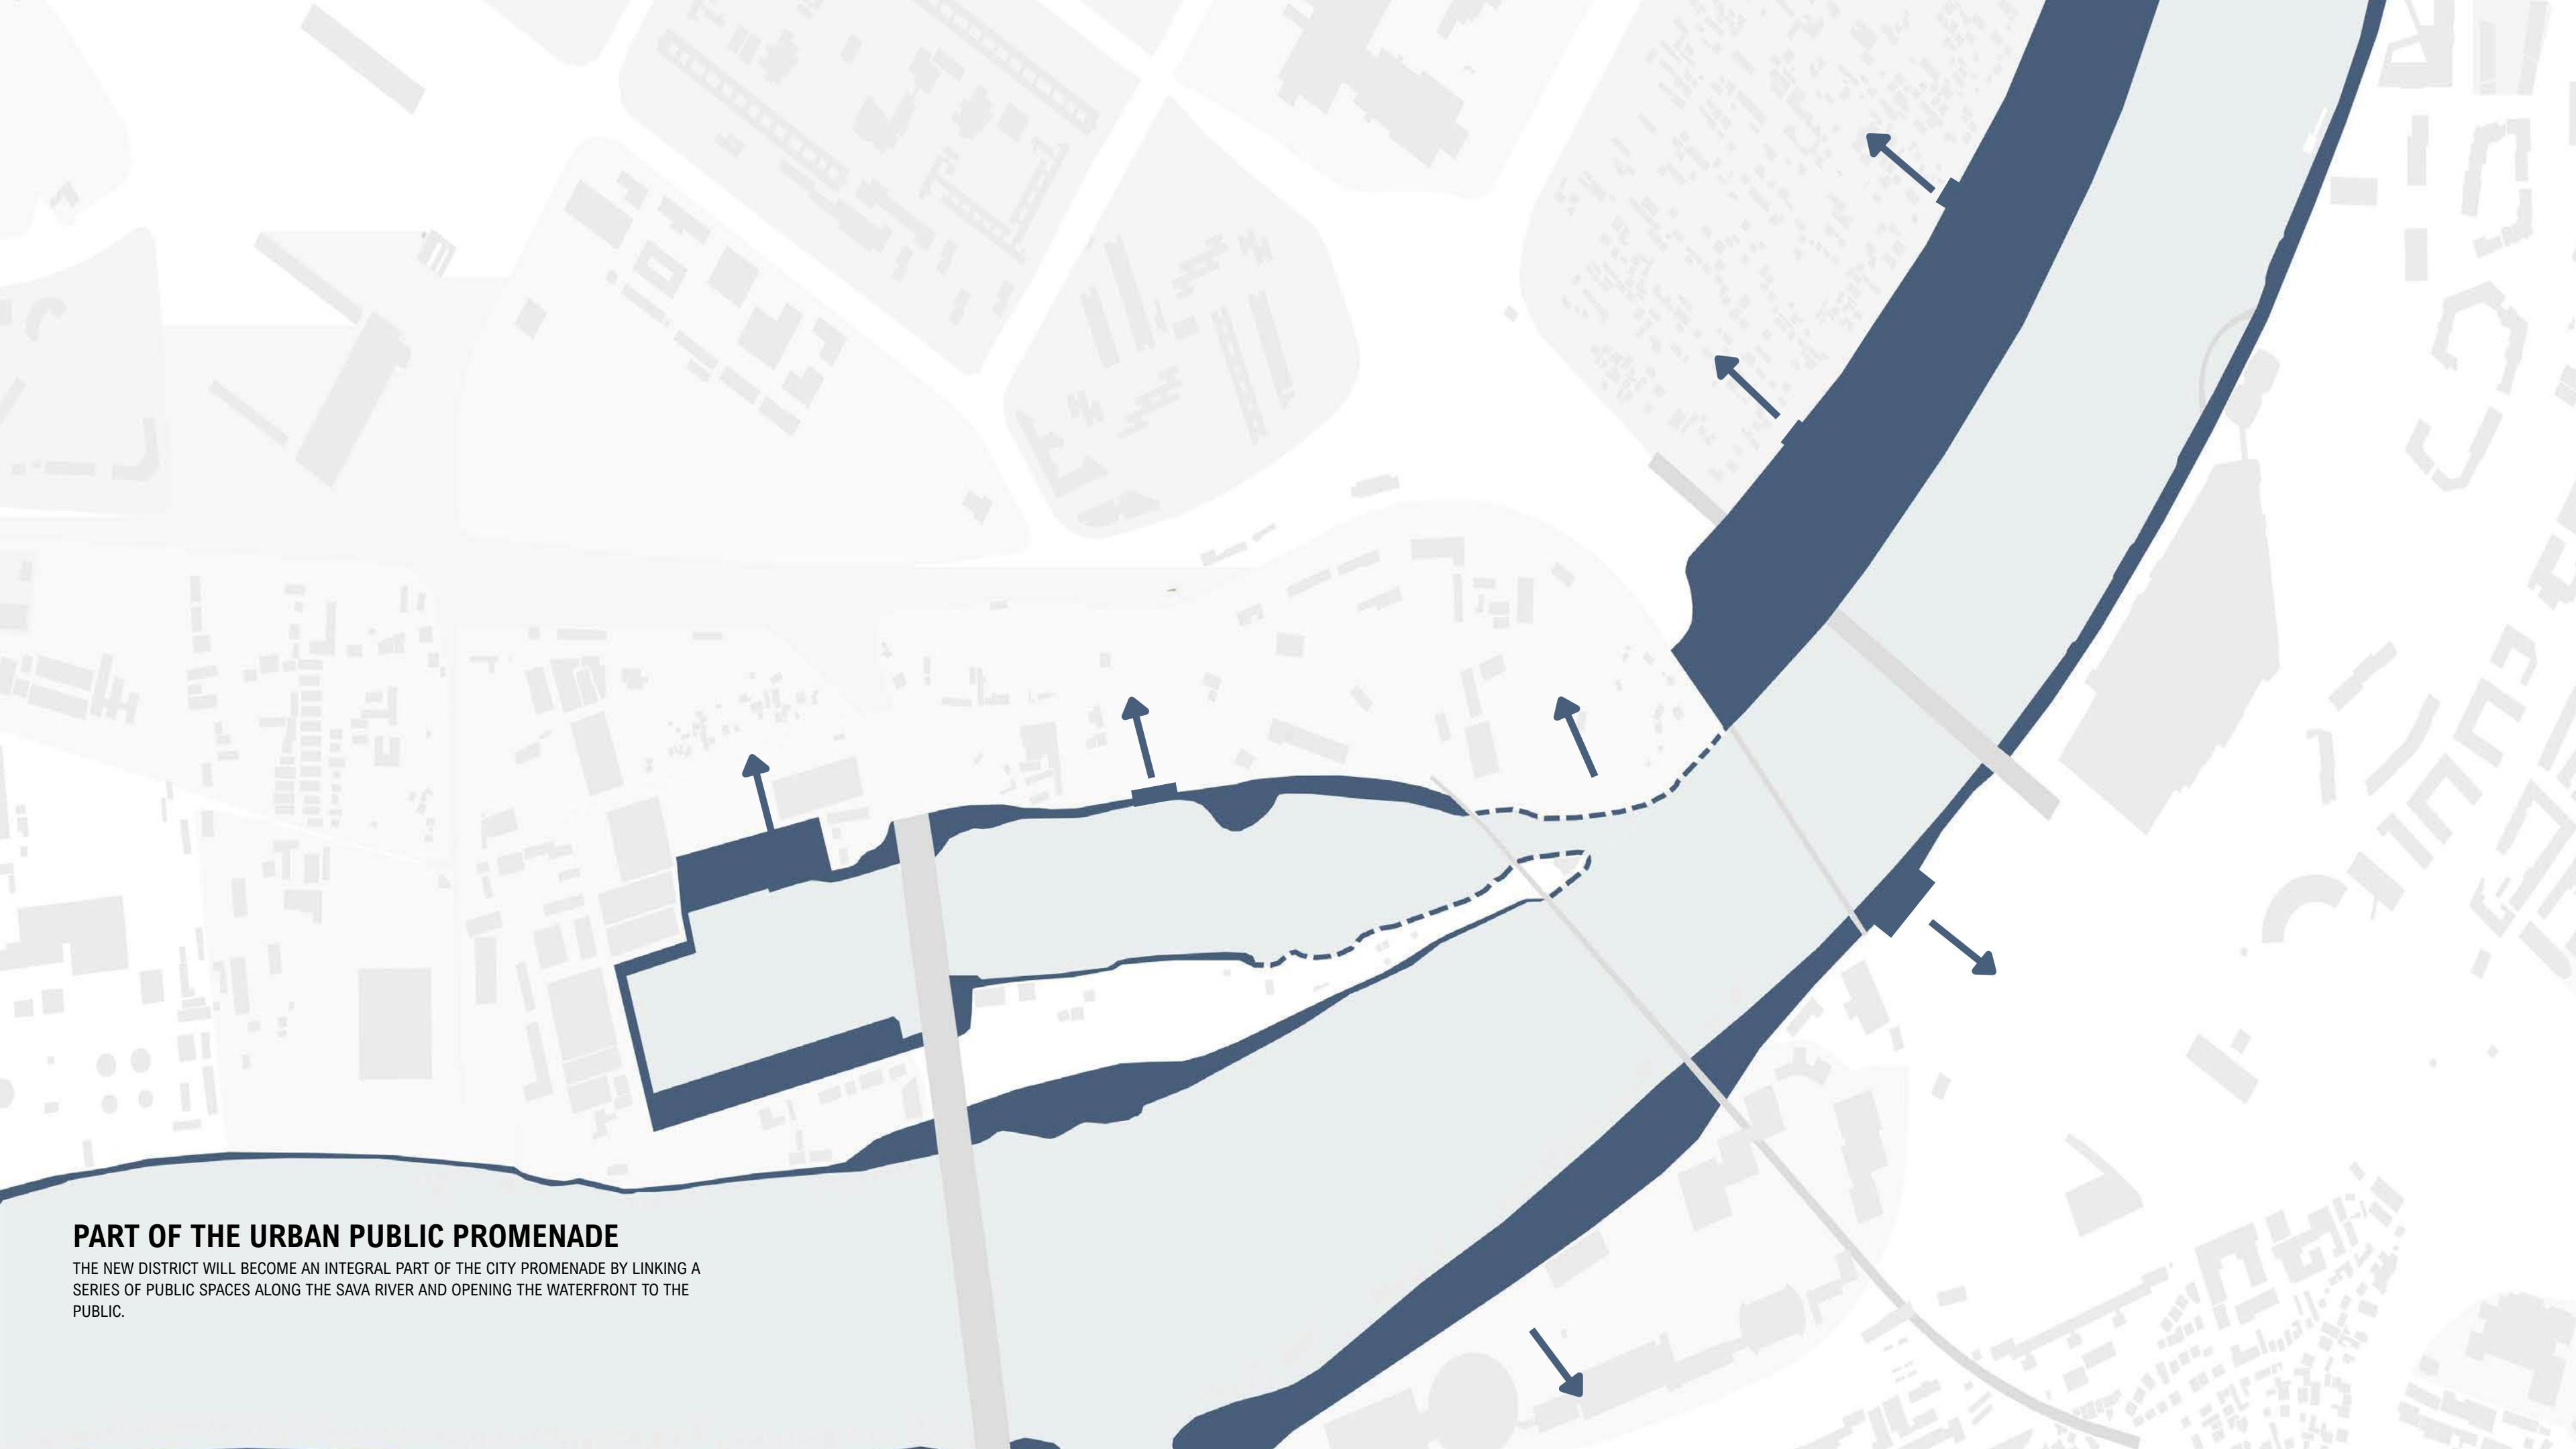 PART OF THE URBAN PUBLIC PROMENADE
THE NEW DISTRICT WILL BECOME AN INTEGRAL PART OF THE CITY PROMENADE BY LINKING A
SERIES OF PUBLIC SPACES ALONG THE SAVA RIVER AND OPENING THE WATERFRONT TO THE
PUBLIC.